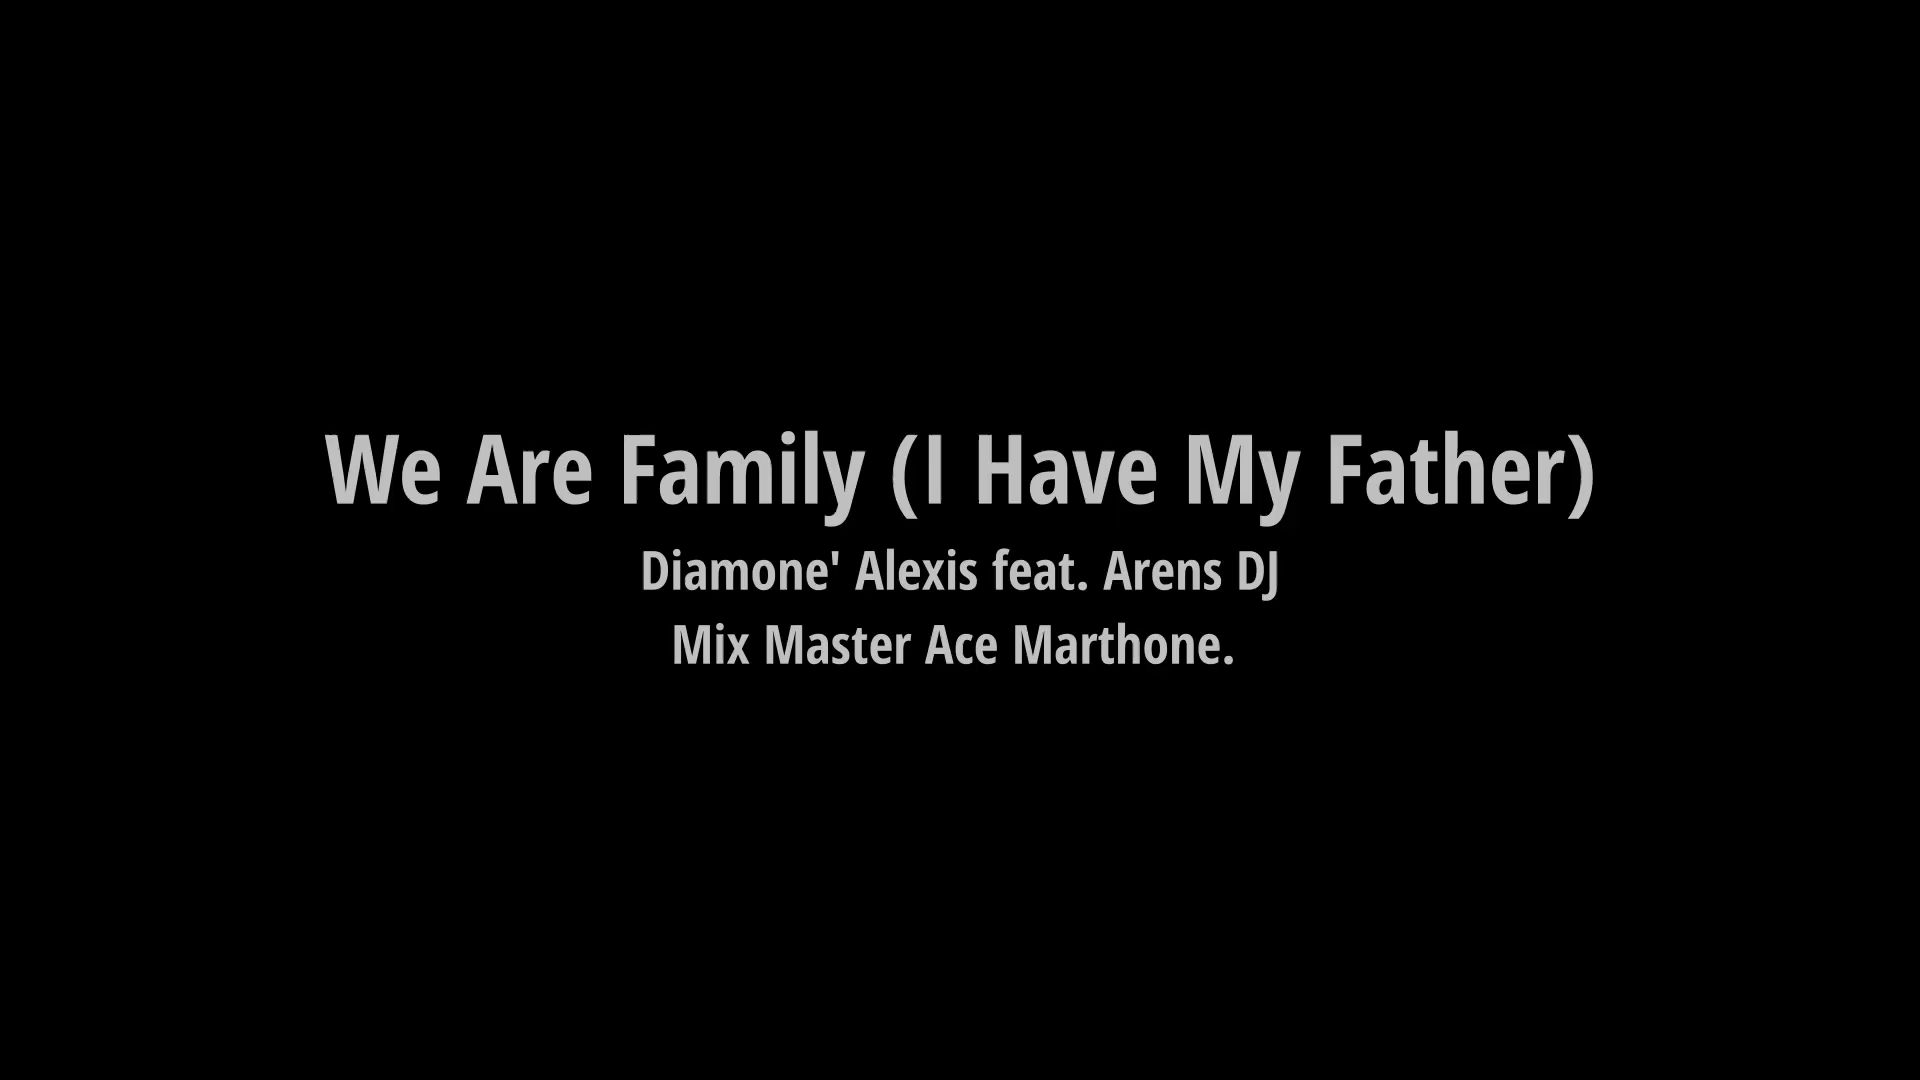 We Are Family (I Have My Father)
Diamone' Alexis feat. Arens DJ
Mix Master Ace Marthone.